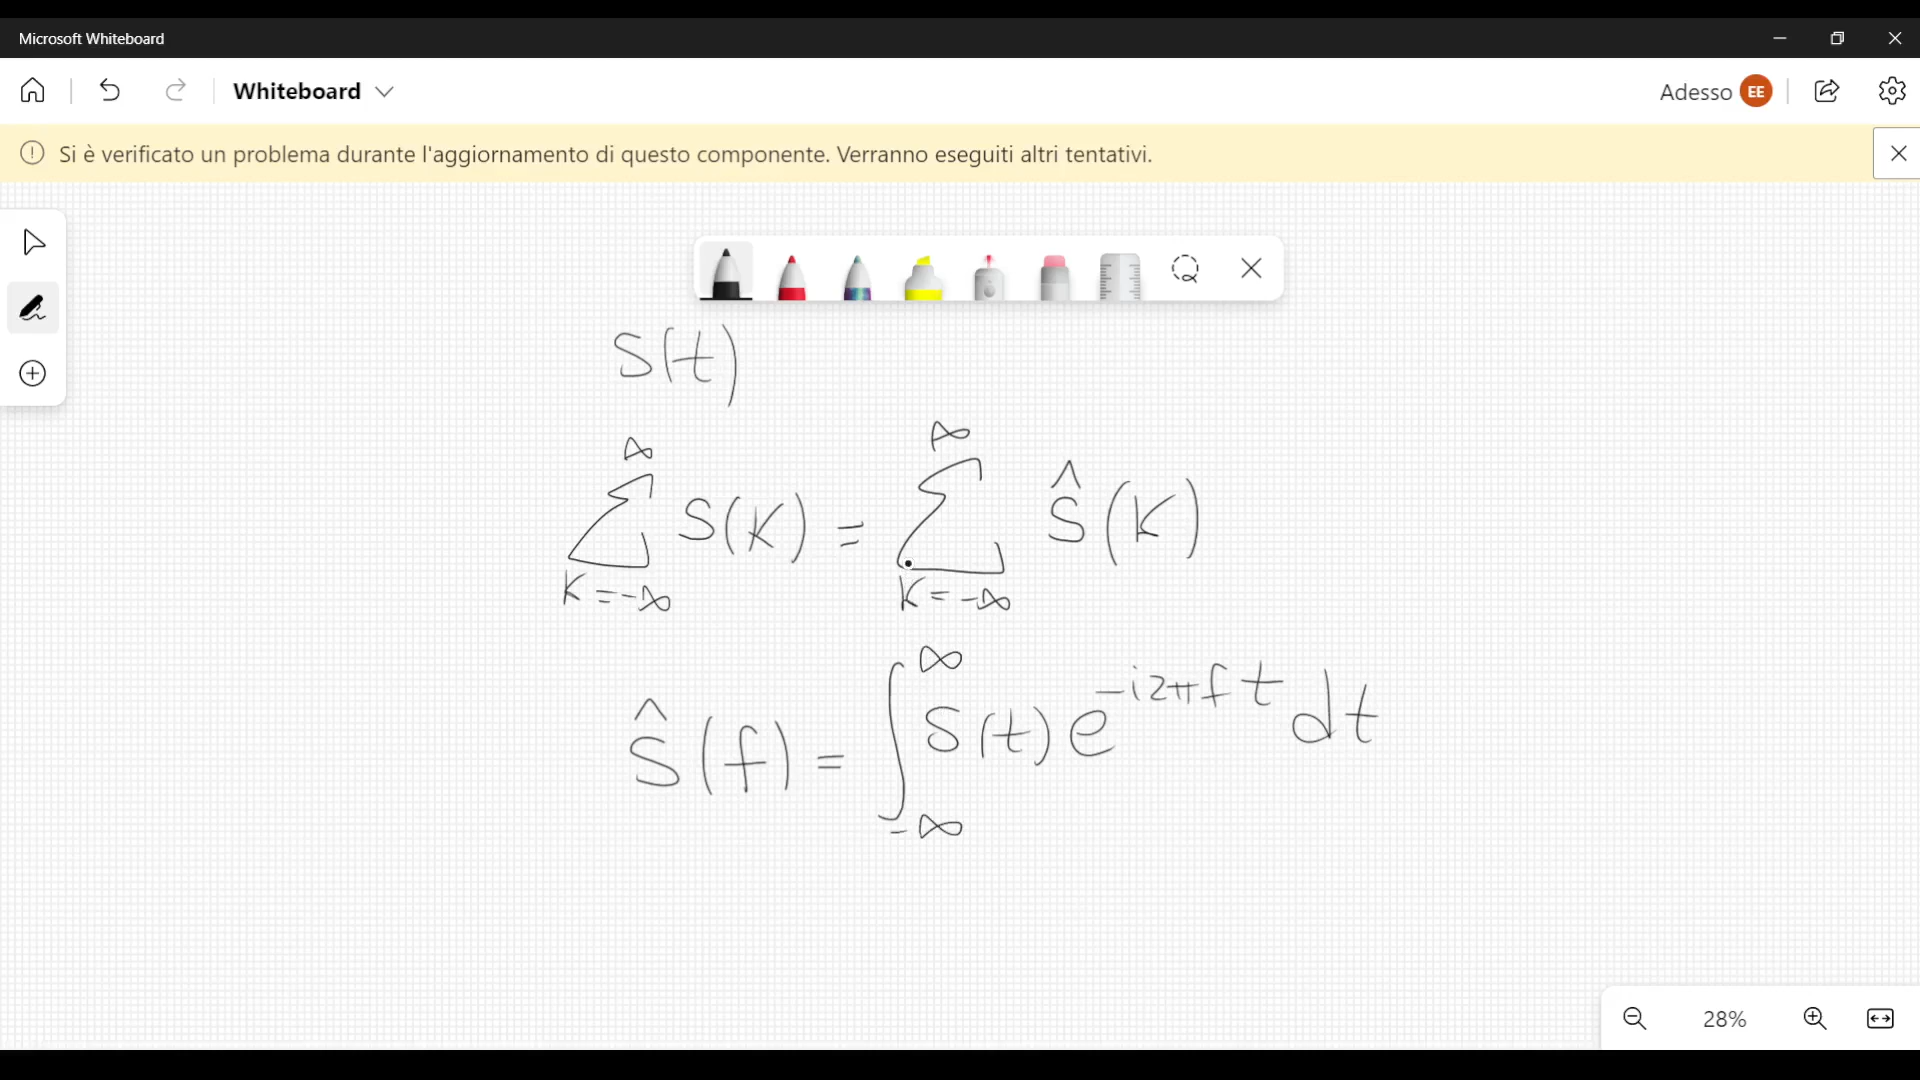 Microsoft Whiteboard
Whiteboard
Adesso EE
Si è verificato un problema durante l'aggiornamento di questo componente. Verranno eseguiti altri tentativi.
S(t)
∞ ∞
∑ S(K) = ∑ Ŝ(K)
K=-∞ K=-∞
Ŝ(f) = ∫_{-∞}^{∞} S(t) e^{-i2πft} dt
28%